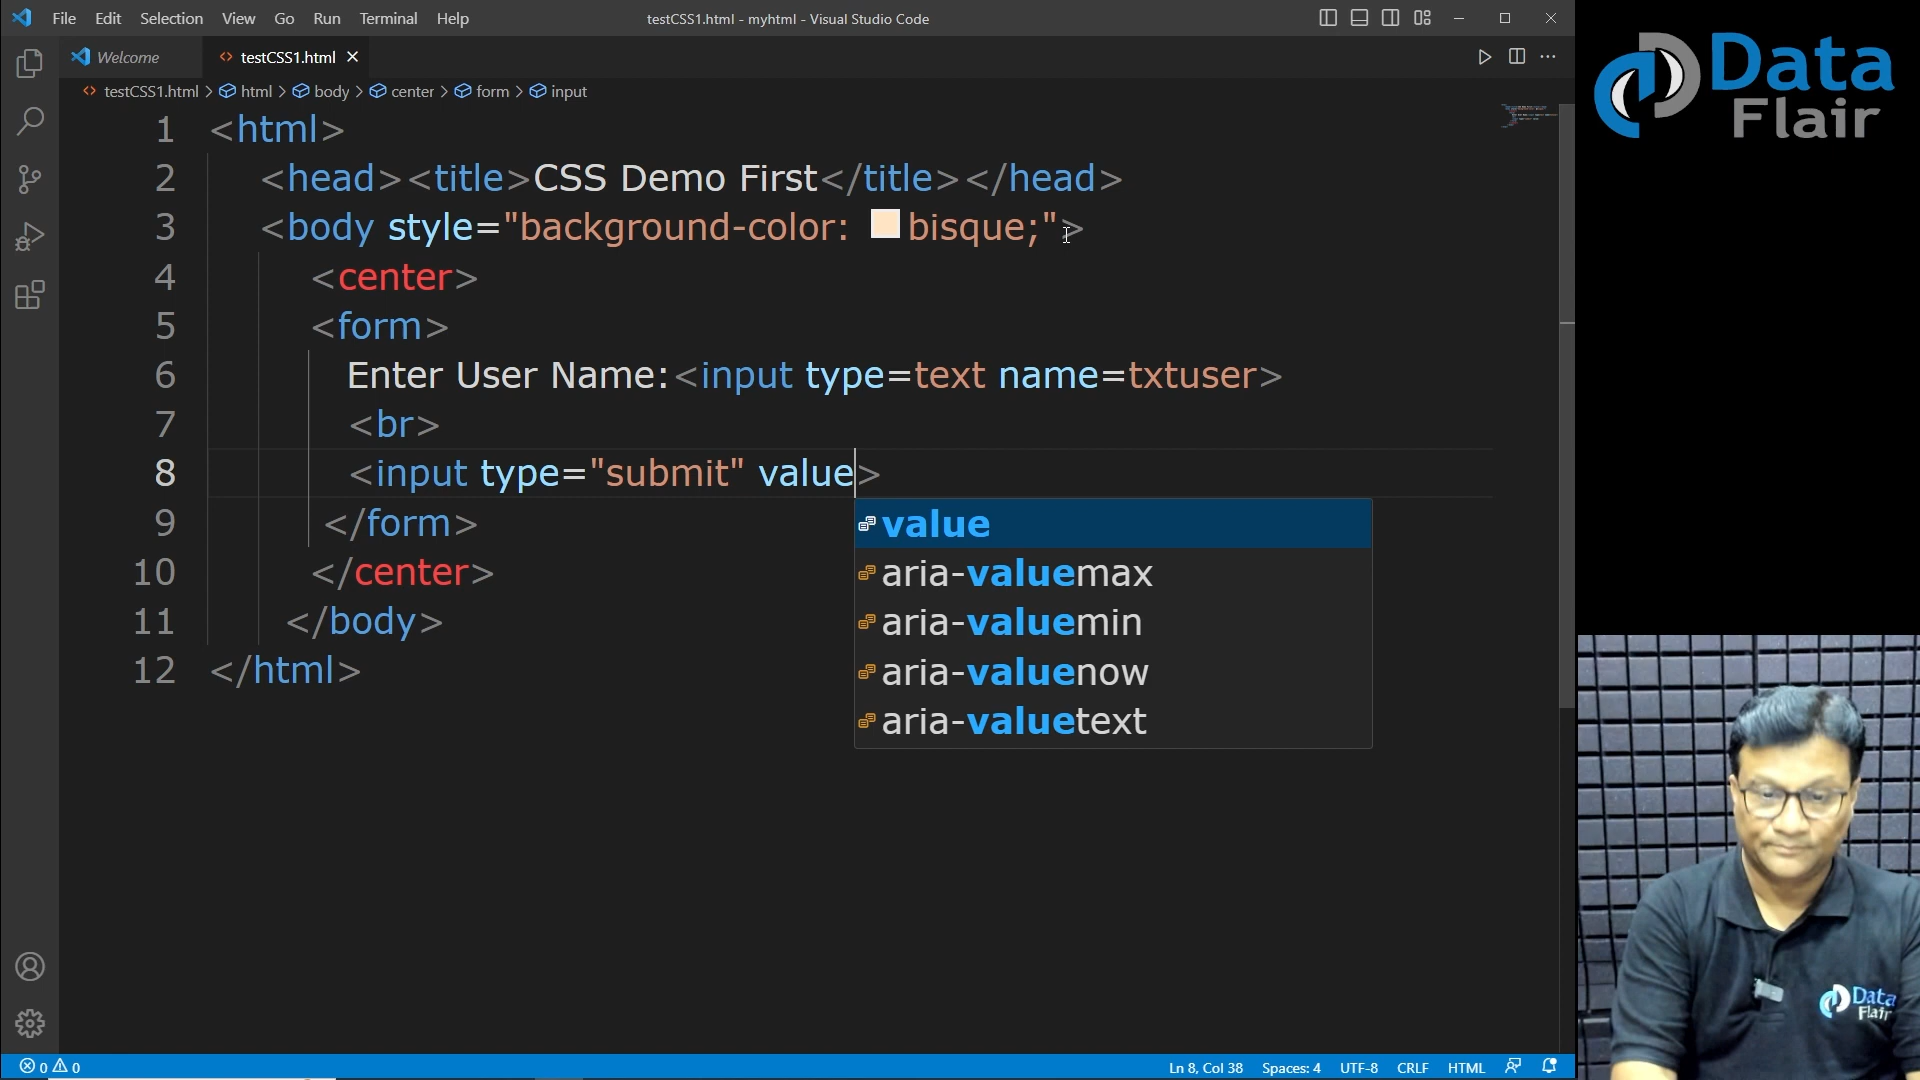 File Edit Selection View Go Run Terminal Help
testCSS1.html - myhtml - Visual Studio Code
Welcome
testCSS1.html
testCSS1.html > html > body > center > form > input
1 <html>
2 <head><title>CSS Demo First</title></head>
3 <body style="background-color: bisque;">
4 <center>
5 <form>
6 Enter User Name:<input type=text name=txtuser>
7 <br>
8 <input type="submit" value>
9 </form>
10 </center>
11 </body>
12 </html>
value
aria-valuemax
aria-valuemin
aria-valuenow
aria-valuetext
0 0
Ln 8, Col 38 Spaces: 4 UTF-8 CRLF HTML
Data
Flair
Data
Flair